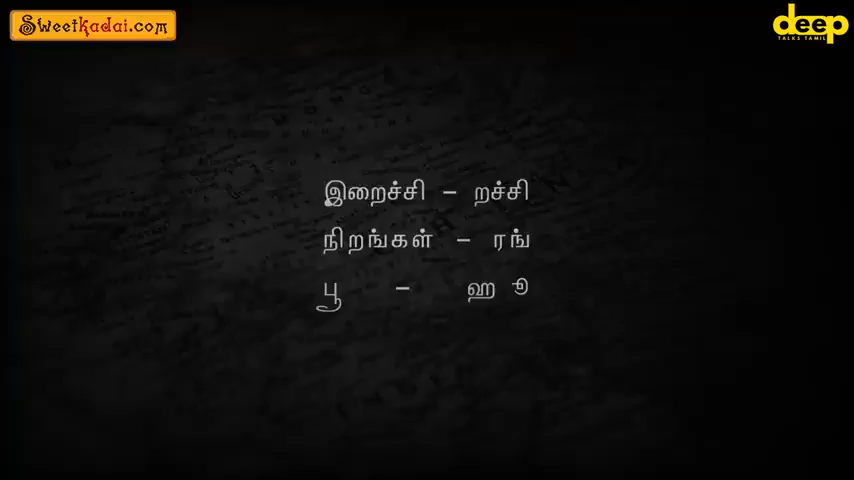 SweetKadai.com
deep
TALKS TAMIL
இறைச்சி – றச்சி
நிறங்கள் – ரங்
பூ – ஹூ